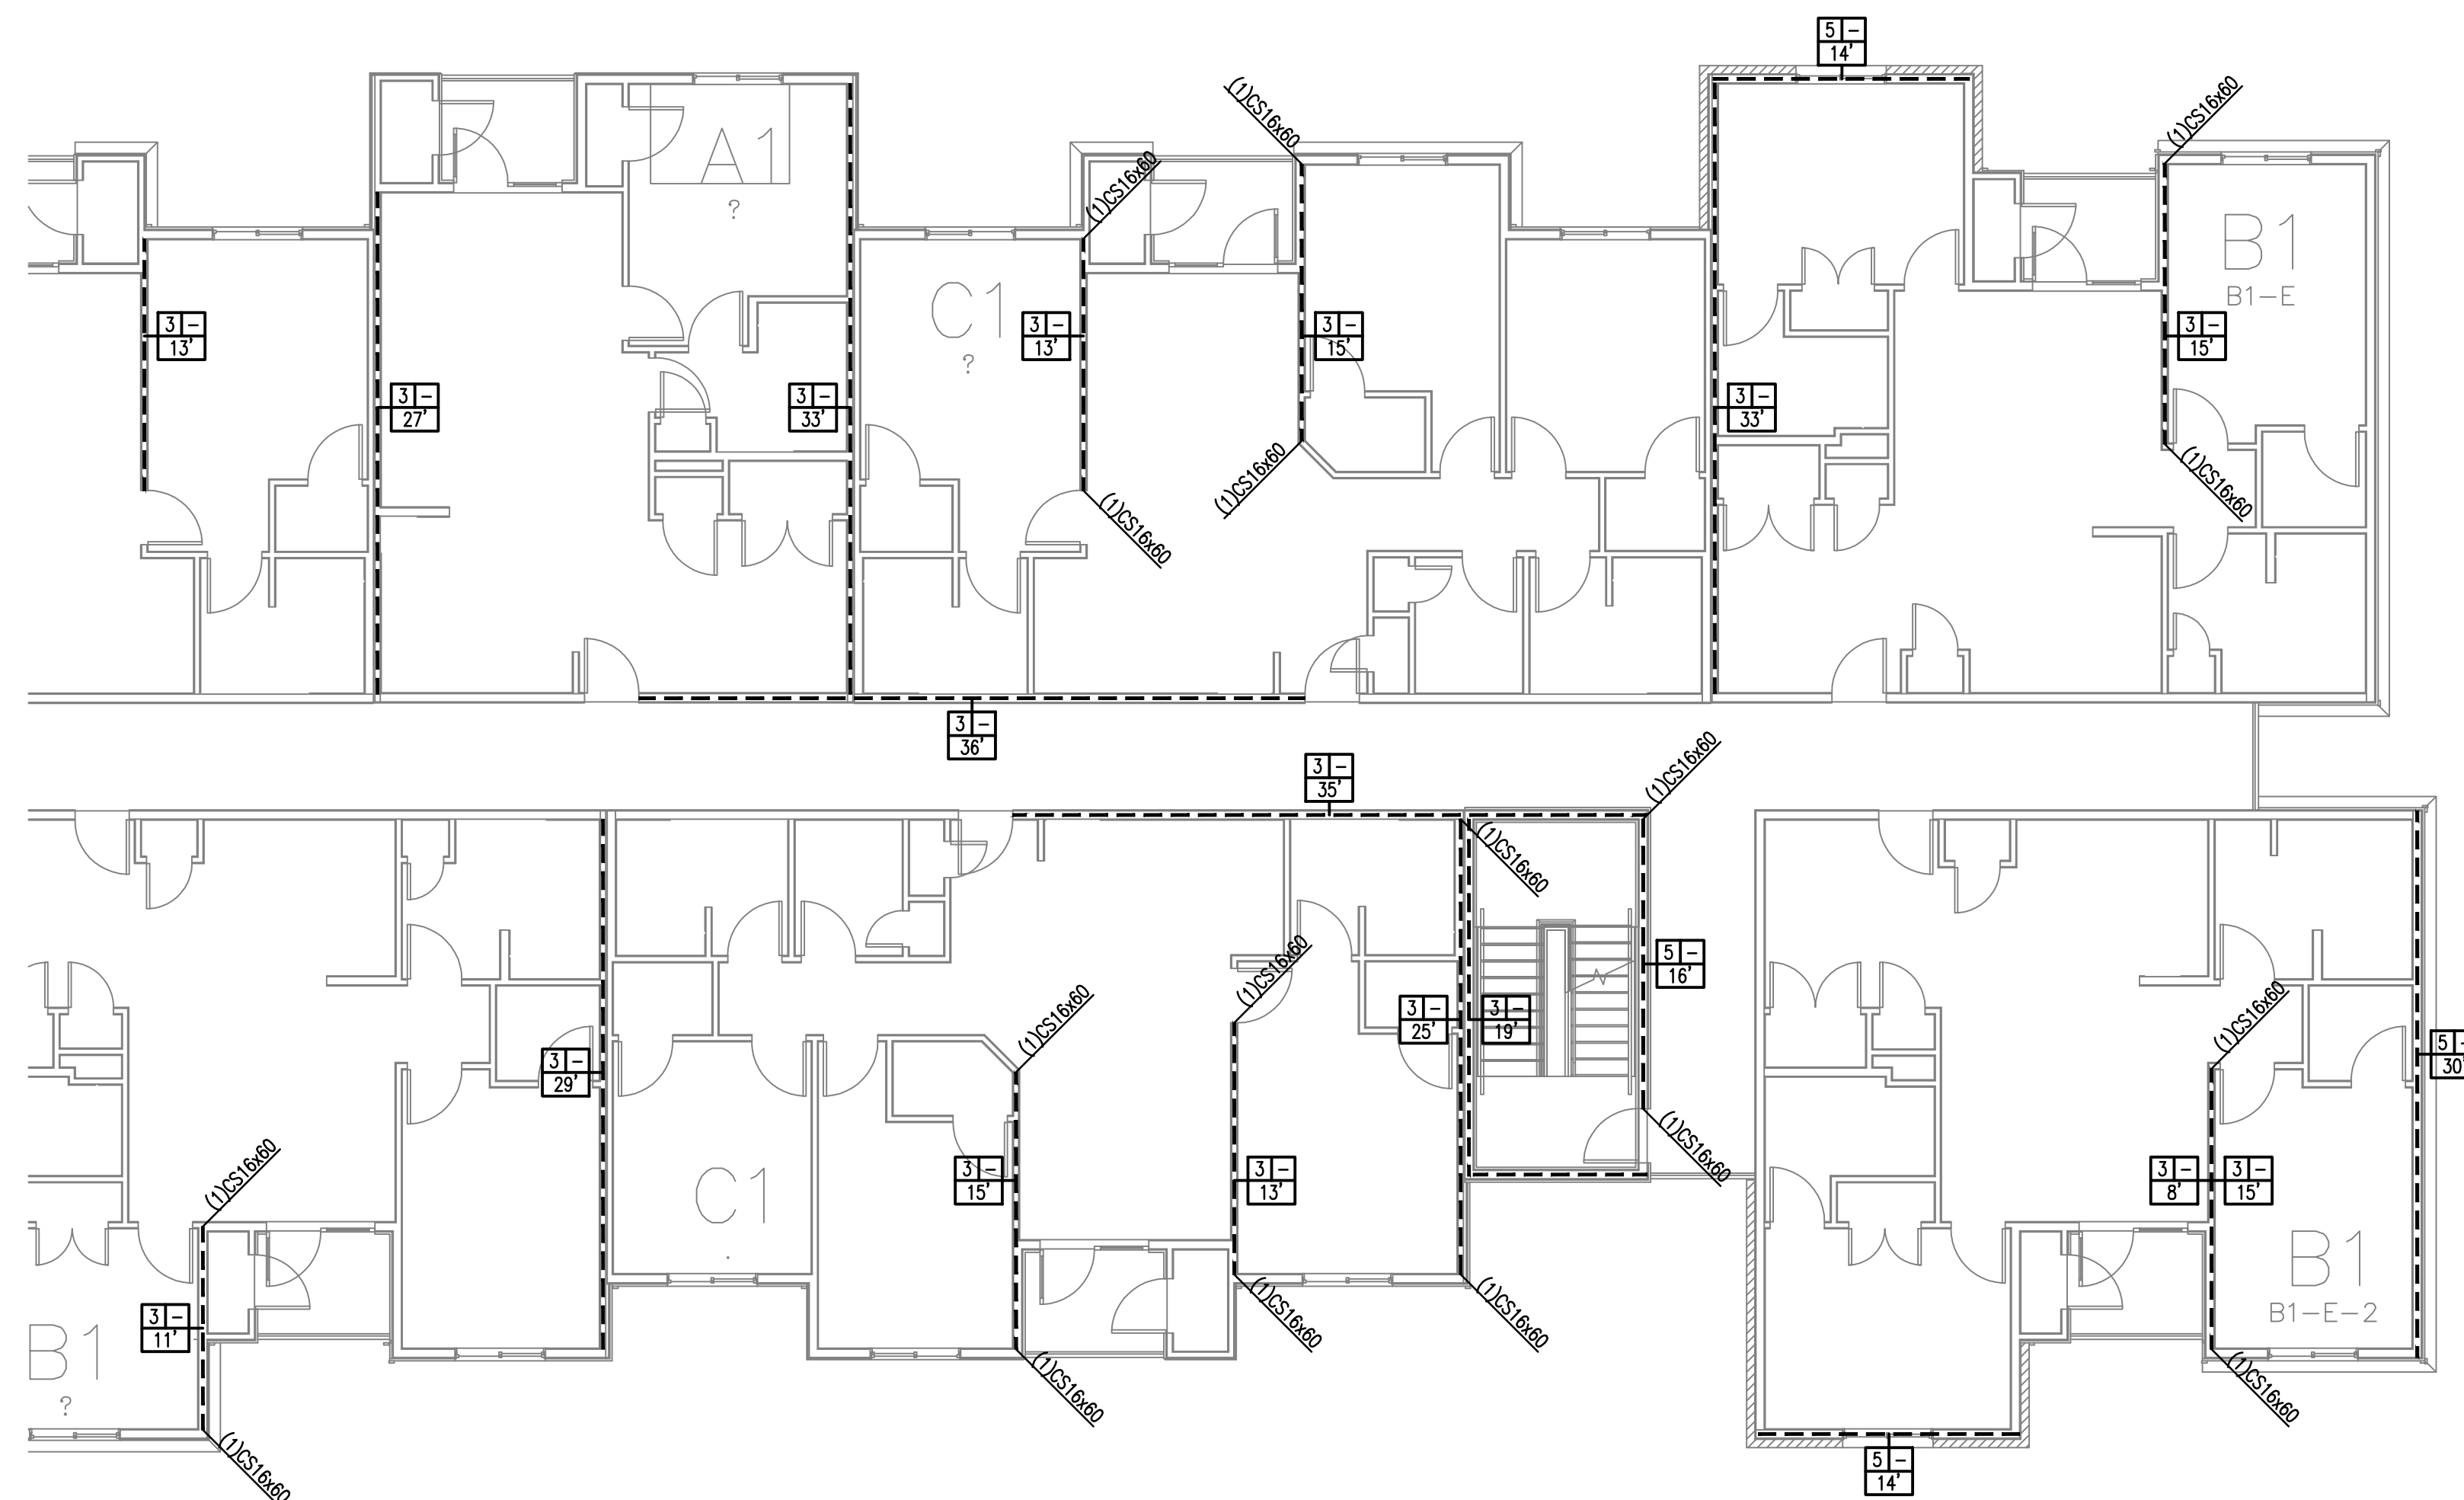 5 –
14'
(1)CS16x60
(1)CS16x60
A1
?
(1)CS16x60
B1
B1-E
C1
?
3 –
13'
3 –
13'
3 –
15'
3 –
15'
3 –
27'
3 –
33'
3 –
33'
(1)CS16x60
(1)CS16x60
(1)CS16x60
3 –
36'
3 –
35'
(1)CS16x60
(1)CS16x60
(1)CS16x60
(1)CS16x60
(1)CS16x60
5 –
16'
3 –
25'
3 –
19'
3 –
29'
5 –
30'
(1)CS16x60
(1)CS16x60
3 –
15'
3 –
13'
3 –
8'
3 –
15'
C1
.
B1
B1-E-2
3 –
11'
B1
?
(1)CS16x60
(1)CS16x60
(1)CS16x60
(1)CS16x60
(1)CS16x60
5 –
14'